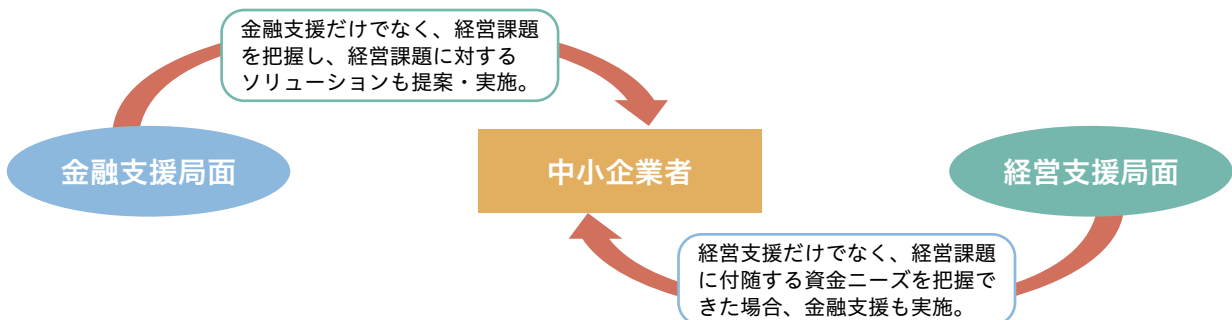 金融支援だけでなく、経営課題
を把握し、経営課題に対する
ソリューションも提案・実施。
金融支援局面
中小企業者
経営支援局面
経営支援だけでなく、経営課題
に付随する資金ニーズを把握で
きた場合、金融支援も実施。